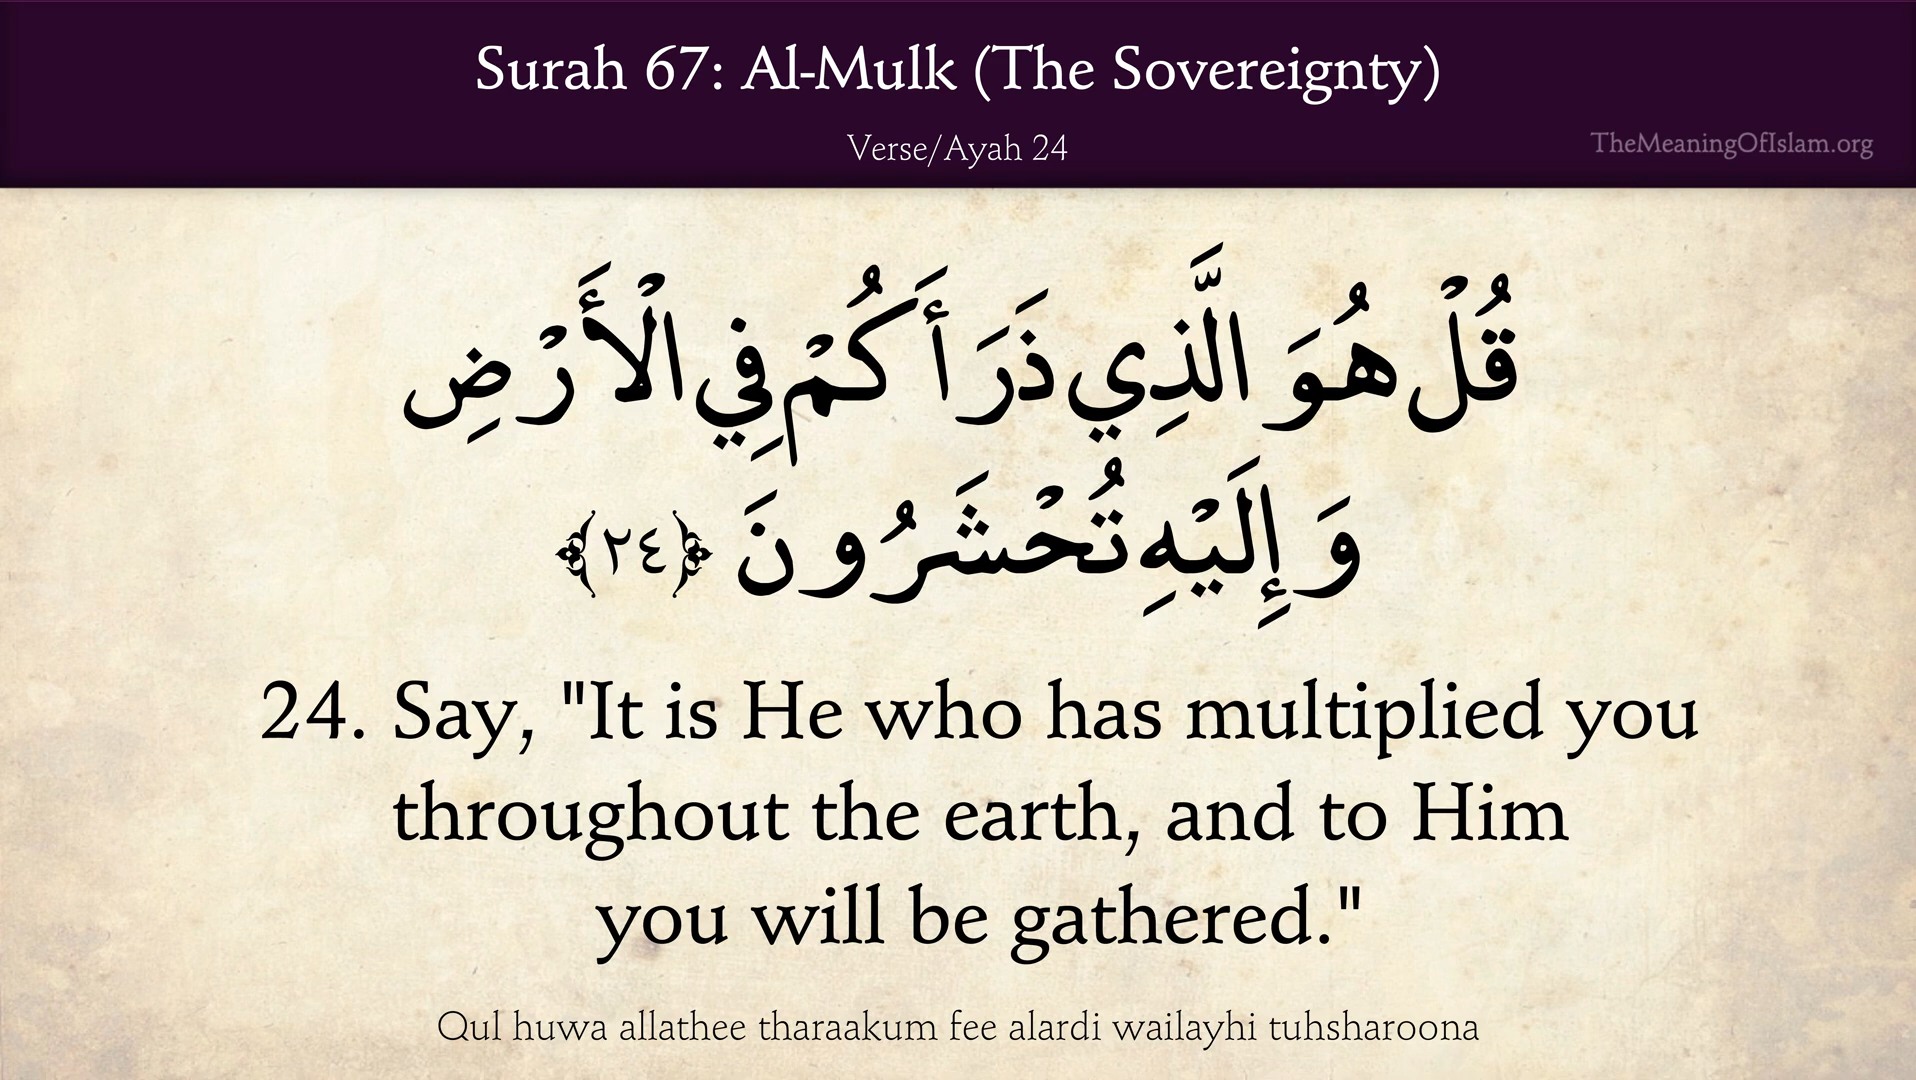 Surah 67: Al-Mulk (The Sovereignty)
Verse/Ayah 24
TheMeaningOfIslam.org
قُلْ هُوَ الَّذِي ذَرَأَكُمْ فِي الْأَرْضِ
وَإِلَيْهِ تُحْشَرُونَ ﴿٢٤﴾
24. Say, "It is He who has multiplied you
throughout the earth, and to Him
you will be gathered."
Qul huwa allathee tharaakum fee alardi wailayhi tuhsharoona